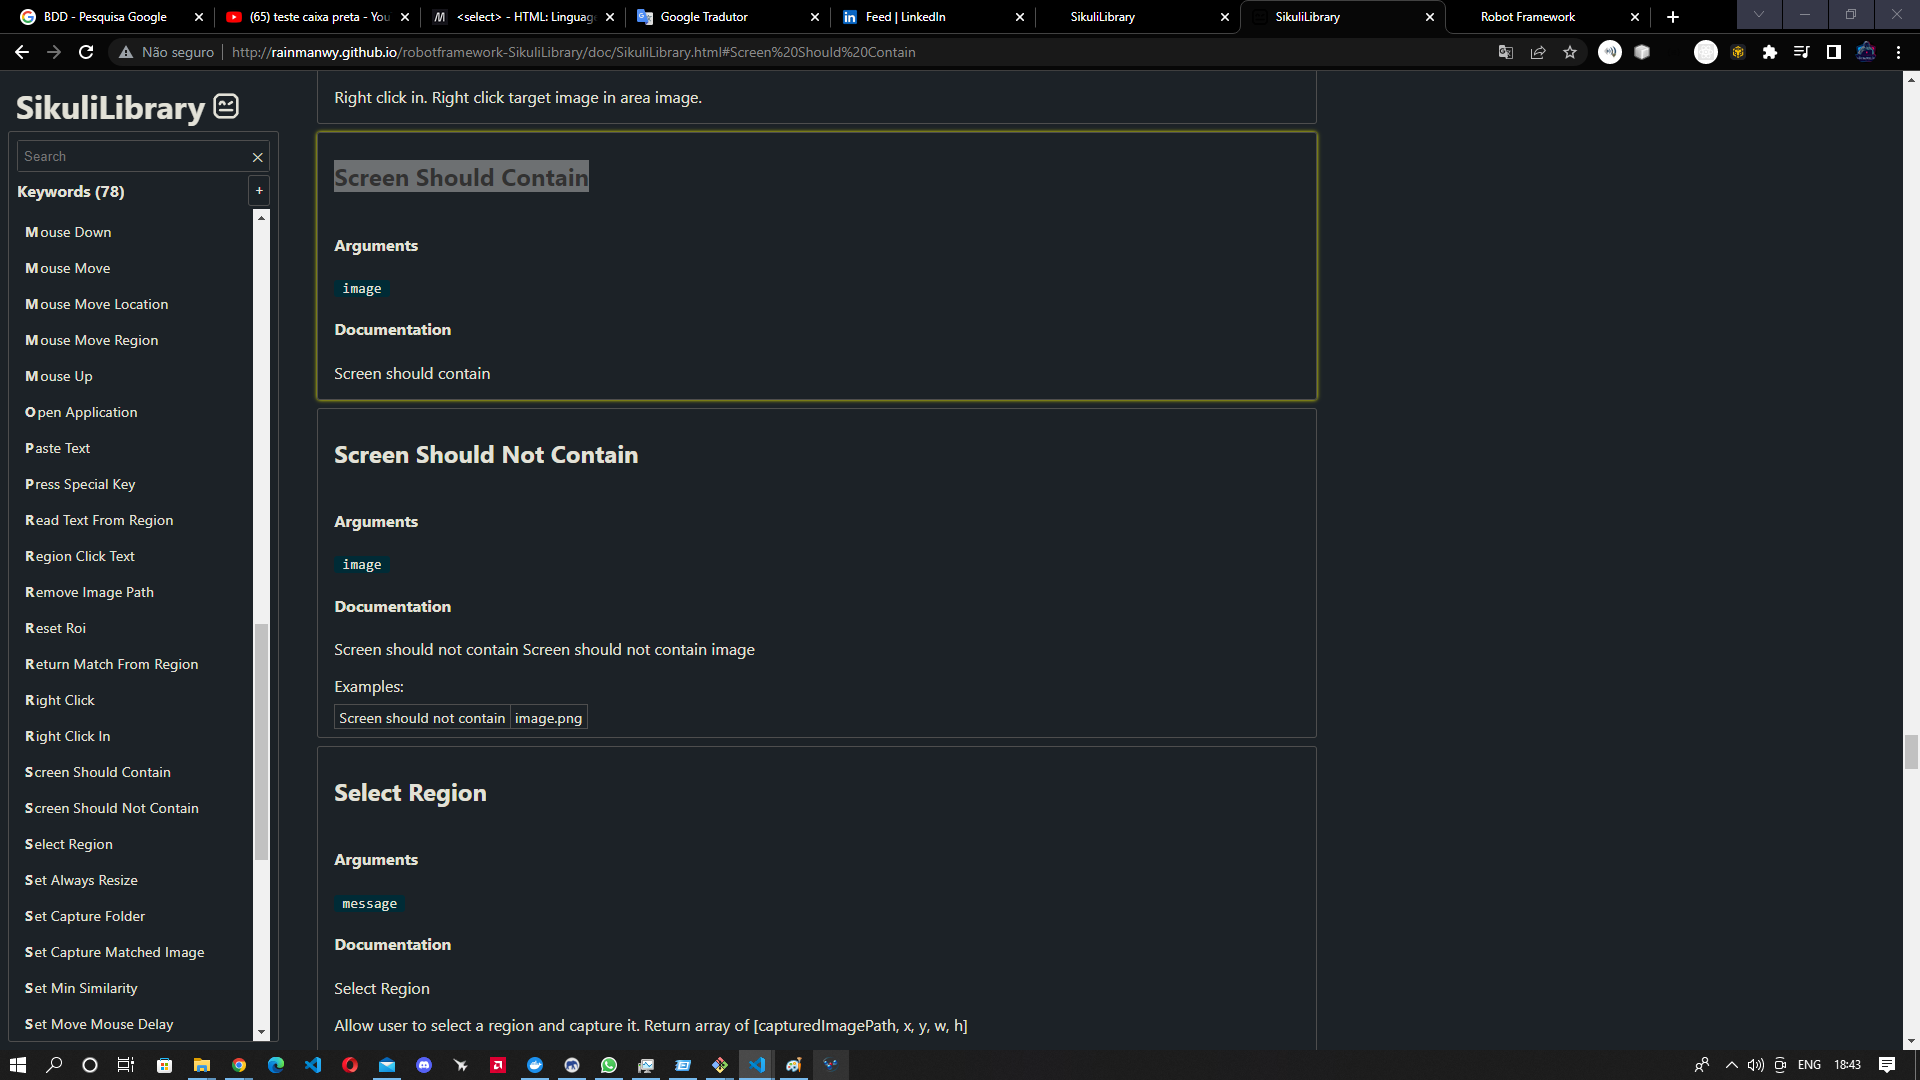 BDD - Pesquisa Google
(65) teste caixa preta - You
<select> - HTML: Linguage
Google Tradutor
Feed | LinkedIn
SikuliLibrary
SikuliLibrary
Robot Framework
Não seguro
http://rainmanwy.github.io/robotframework-SikuliLibrary/doc/SikuliLibrary.html#Screen%20Should%20Contain
SikuliLibrary
Search
Keywords (78)
+
Mouse Down
Mouse Move
Mouse Move Location
Mouse Move Region
Mouse Up
Open Application
Paste Text
Press Special Key
Read Text From Region
Region Click Text
Remove Image Path
Reset Roi
Return Match From Region
Right Click
Right Click In
Screen Should Contain
Screen Should Not Contain
Select Region
Set Always Resize
Set Capture Folder
Set Capture Matched Image
Set Min Similarity
Set Move Mouse Delay
Right click in. Right click target image in area image.
Screen Should Contain
Arguments
image
Documentation
Screen should contain
Screen Should Not Contain
Arguments
image
Documentation
Screen should not contain Screen should not contain image
Examples:
Screen should not contain image.png
Select Region
Arguments
message
Documentation
Select Region
Allow user to select a region and capture it. Return array of [capturedImagePath, x, y, w, h]
ENG 18:43